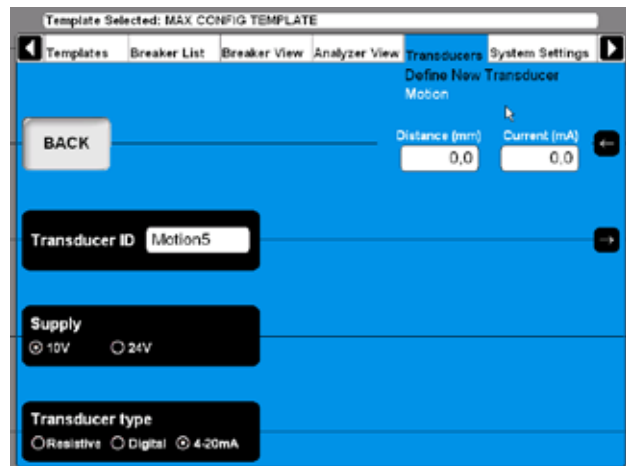 Template Selected: MAX CONFIG TEMPLATE
Templates Breaker List Breaker View Analyzer View Transducers System Settings
Define New Transducer
Motion
BACK
Distance (mm) Current (mA)
0,0 0,0
Transducer ID Motion5
Supply
10V 24V
Transducer type
Resistive Digital 4-20mA